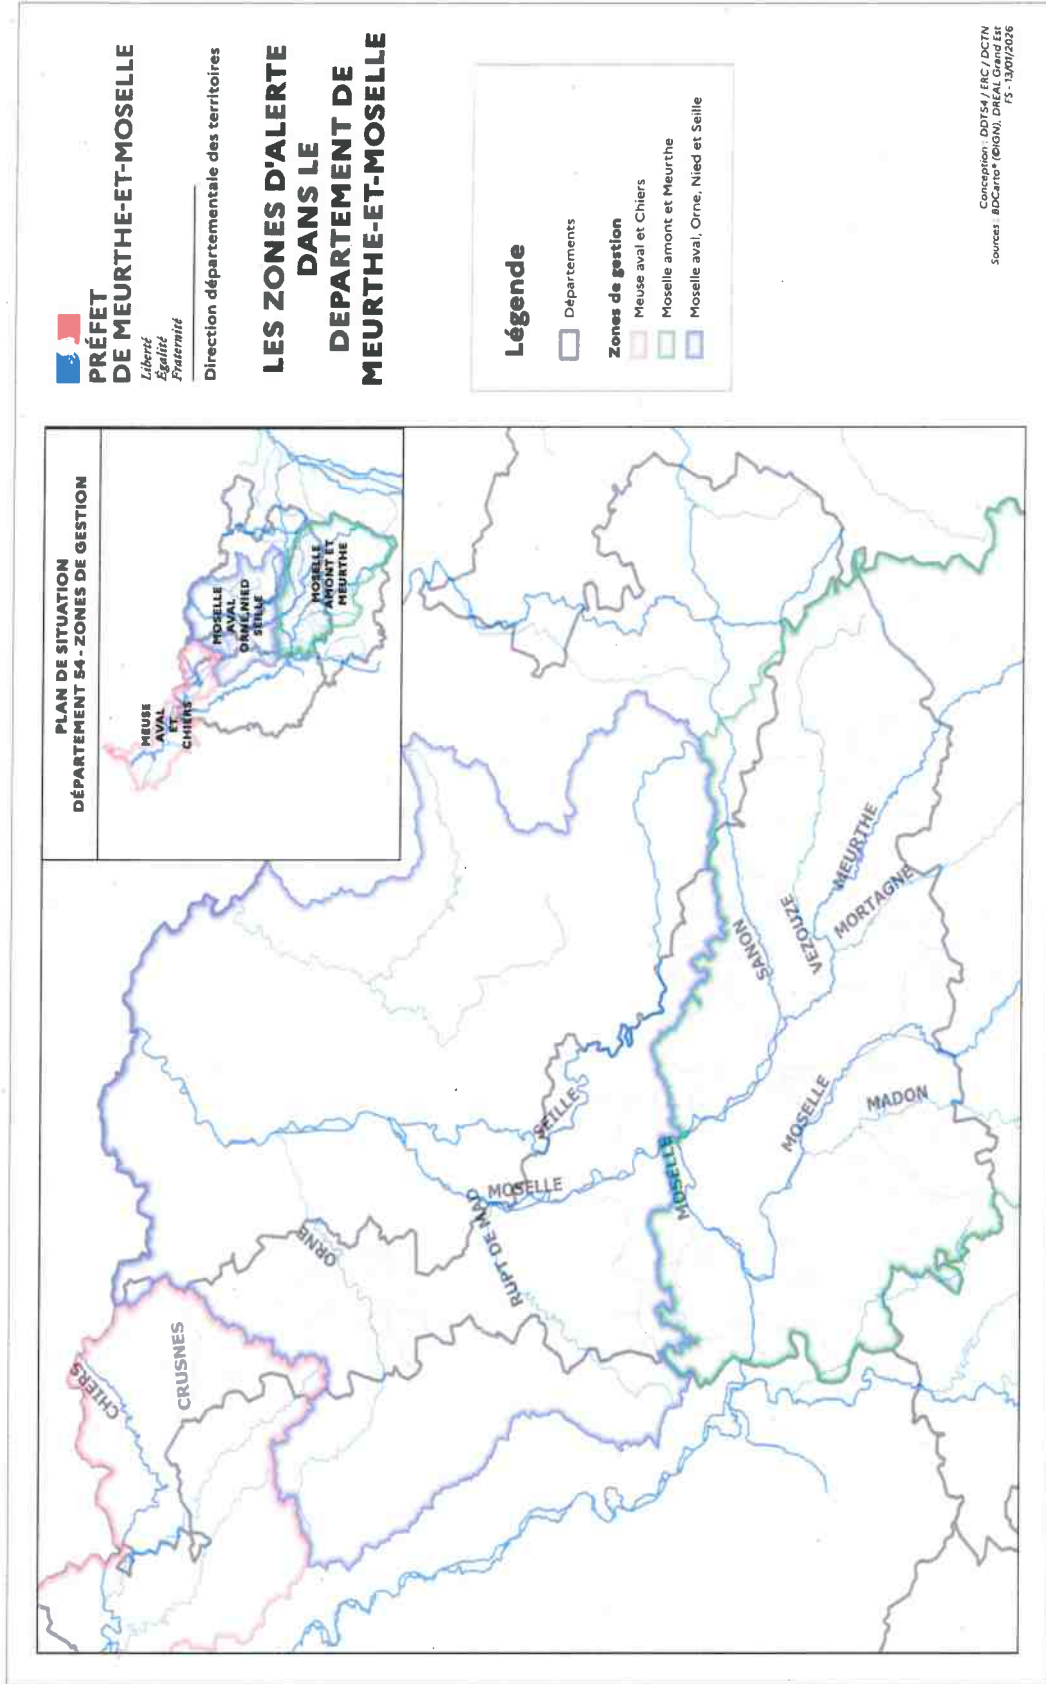 PRÉFET
DE MEURTHE-ET-MOSELLE
Liberté
Égalité
Fraternité
Direction départementale des territoires
LES ZONES D'ALERTE
DANS LE
DEPARTEMENT DE
MEURTHE-ET-MOSELLE
Légende
Départements
Zones de gestion
Meuse aval et Chiers
Moselle amont et Meurthe
Moselle aval, Orne, Nied et Seille
Conception : DDT54 / ERC / DCTN
Sources : BDCarto® (©IGN), DREAL Grand Est
FS - 13/01/2026
PLAN DE SITUATION
DÉPARTEMENT 54 - ZONES DE GESTION
MEUSE
AVAL
ET
CHIERS
MOSELLE
AVAL
ORNE,NIED
SEILLE
MOSELLE
AMONT ET
MEURTHE
CHIERS
CRUSNES
ORNE
RUPT DE MAD
MOSELLE
SEILLE
MOSELLE
SANON
VEZOUZE
MEURTHE
MORTAGNE
MOSELLE
MADON